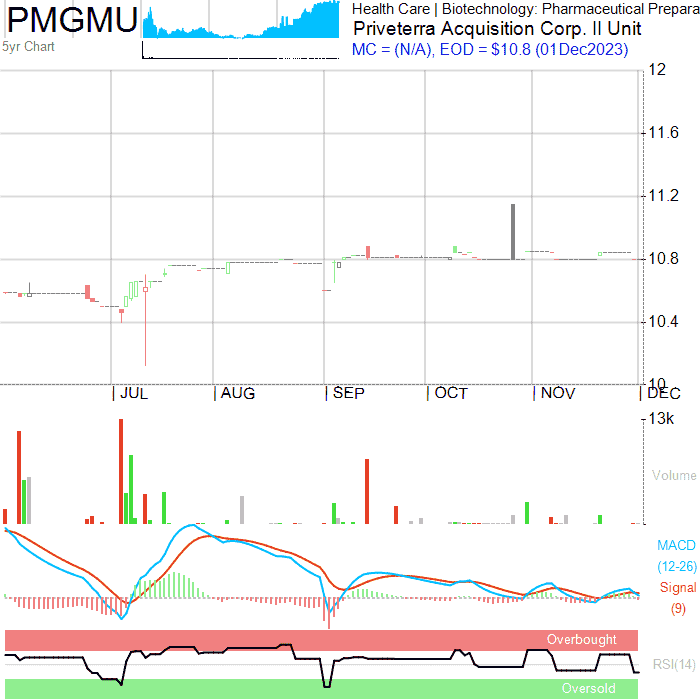 PMGMU
Health Care | Biotechnology: Pharmaceutical Prepara
Priveterra Acquisition Corp. II Unit
5yr Chart
MC = (N/A), EOD = $10.8 (01Dec2023)
12
11.6
11.2
10.8
10.4
10
JUL AUG SEP OCT NOV DEC
13k
Volume
MACD
(12-26)
Signal
(9)
Overbought
RSI(14)
Oversold